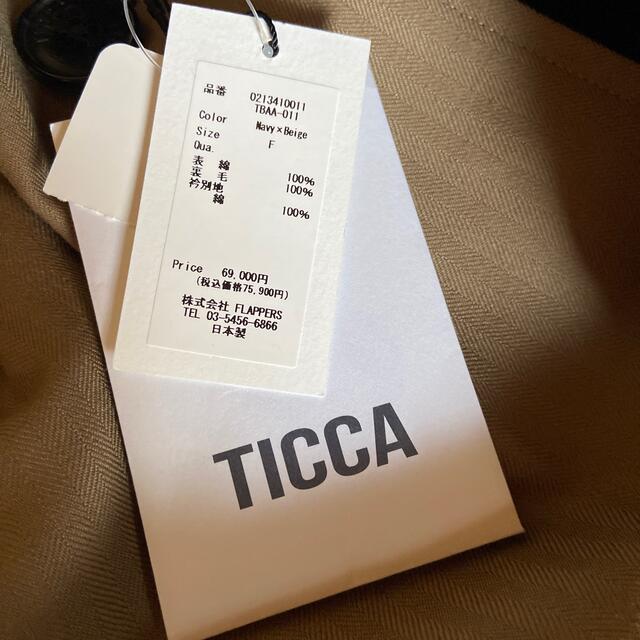 品番 0213410011
TBAA-011
Color Navy×Beige
Size F
Qua.
表 綿 100%
裏 毛 100%
衿別地
綿 100%
Price 69,000円
(税込価格75,900円)
株式会社 FLAPPERS
TEL 03-5456-6866
日本製
TICCA